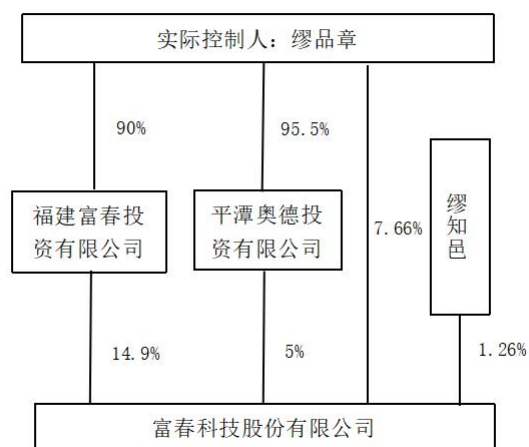 实际控制人：缪品章
90%
95.5%
福建富春投
资有限公司
平潭奥德投
资有限公司
7.66%
缪知邑
14.9%
5%
1.26%
富春科技股份有限公司